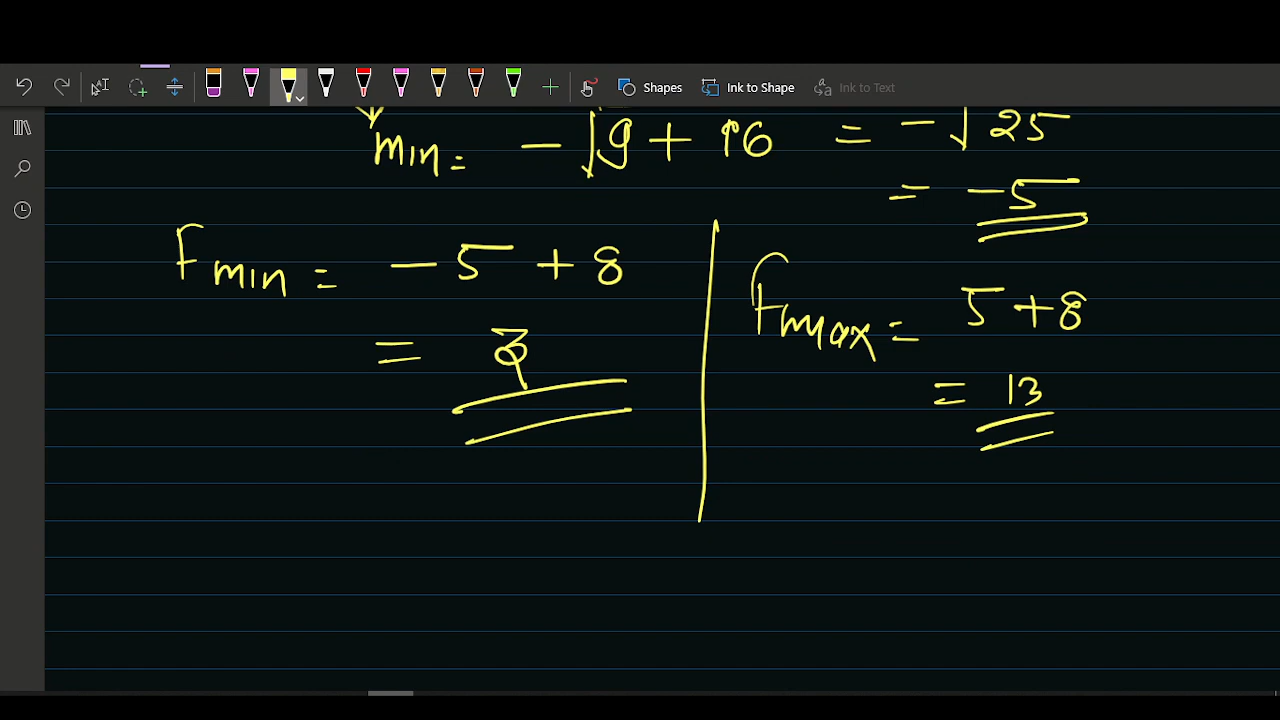 Shapes Ink to Shape Ink to Text
min = - √9 + 16 = - √25
= -5
Fmin = -5 + 8
= 3
Fmax = 5 + 8
= 13